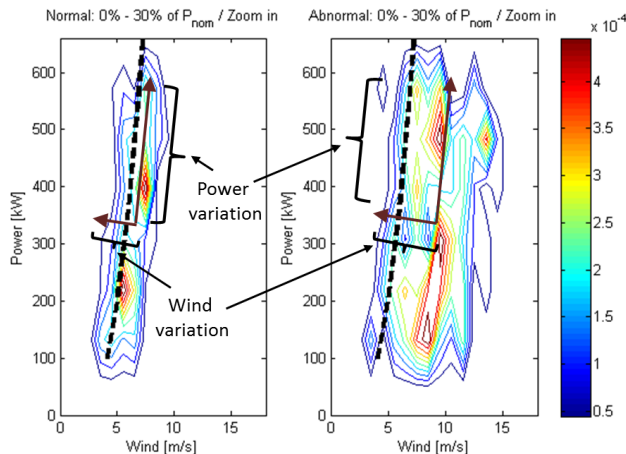 Normal: 0% - 30% of P_nom / Zoom in
Abnormal: 0% - 30% of P_nom / Zoom in
x 10^-4
600
500
400
300
200
100
0
Power [kW]
0 5 10 15
Wind [m/s]
Power
variation
Wind
variation
600
500
400
300
200
100
0
Power [kW]
0 5 10 15
Wind [m/s]
4
3.5
3
2.5
2
1.5
1
0.5